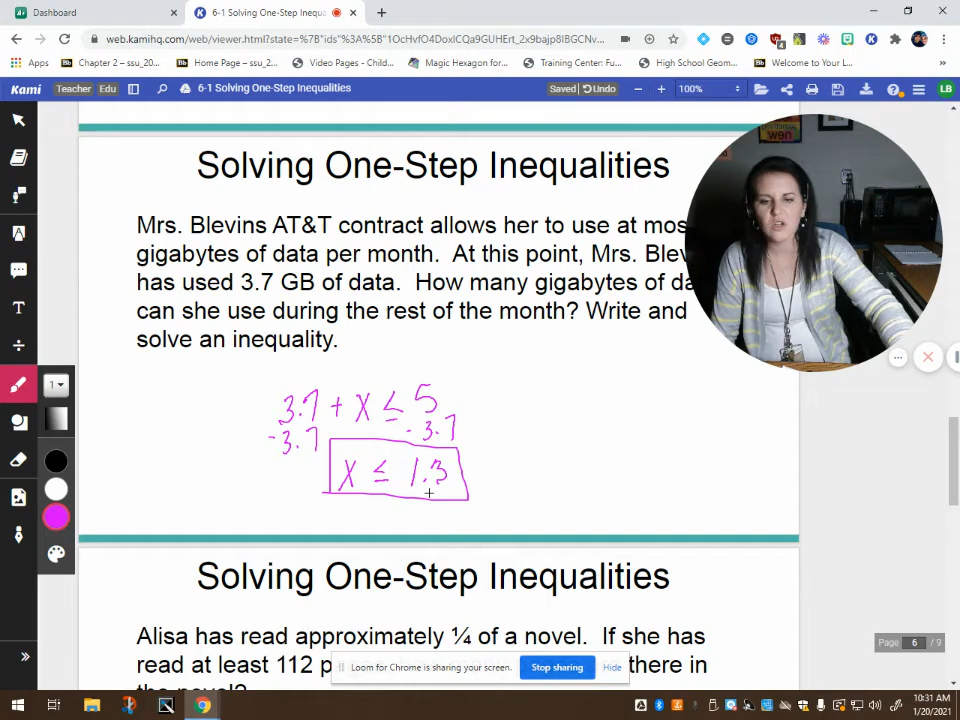 Dashboard
6-1 Solving One-Step Inequa
web.kamihq.com/web/viewer.html?state=%7B"ids"%3A%5B"1OcHvfO4DoxlCQa9GUHErt_2x9bajp8IBGCNv...
Apps
Chapter 2 – ssu_20...
Home Page – ssu_2...
Video Pages - Child...
Magic Hexagon for...
Training Center: Fu...
High School Geom...
Welcome to Your L...
Kami
Teacher
Edu
6-1 Solving One-Step Inequalities
Saved
Undo
100%
LB
Solving One-Step Inequalities
Mrs. Blevins AT&T contract allows her to use at mos
gigabytes of data per month. At this point, Mrs. Blev
has used 3.7 GB of data. How many gigabytes of da
can she use during the rest of the month? Write and
solve an inequality.
3.7 + x ≤ 5
-3.7 -3.7
x ≤ 1.3
1
new
Solving One-Step Inequalities
Alisa has read approximately ¼ of a novel. If she has
read at least 112 p
there in
the novel?
Page 6 / 9
Loom for Chrome is sharing your screen.
Stop sharing
Hide
10:31 AM
1/20/2021